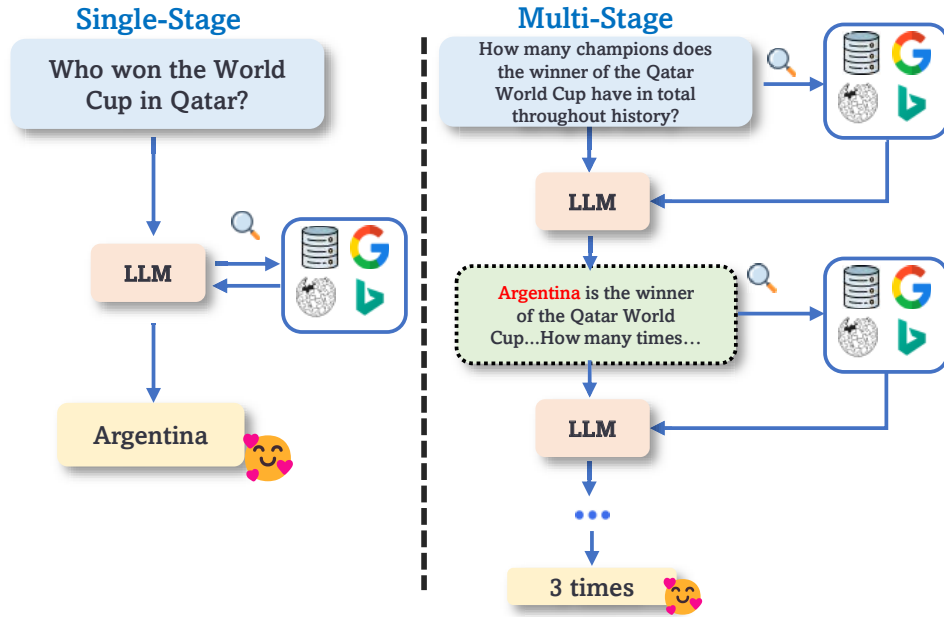 Single-Stage
Who won the World
Cup in Qatar?
LLM
Argentina
Multi-Stage
How many champions does
the winner of the Qatar
World Cup have in total
throughout history?
LLM
Argentina is the winner
of the Qatar World
Cup...How many times...
LLM
3 times